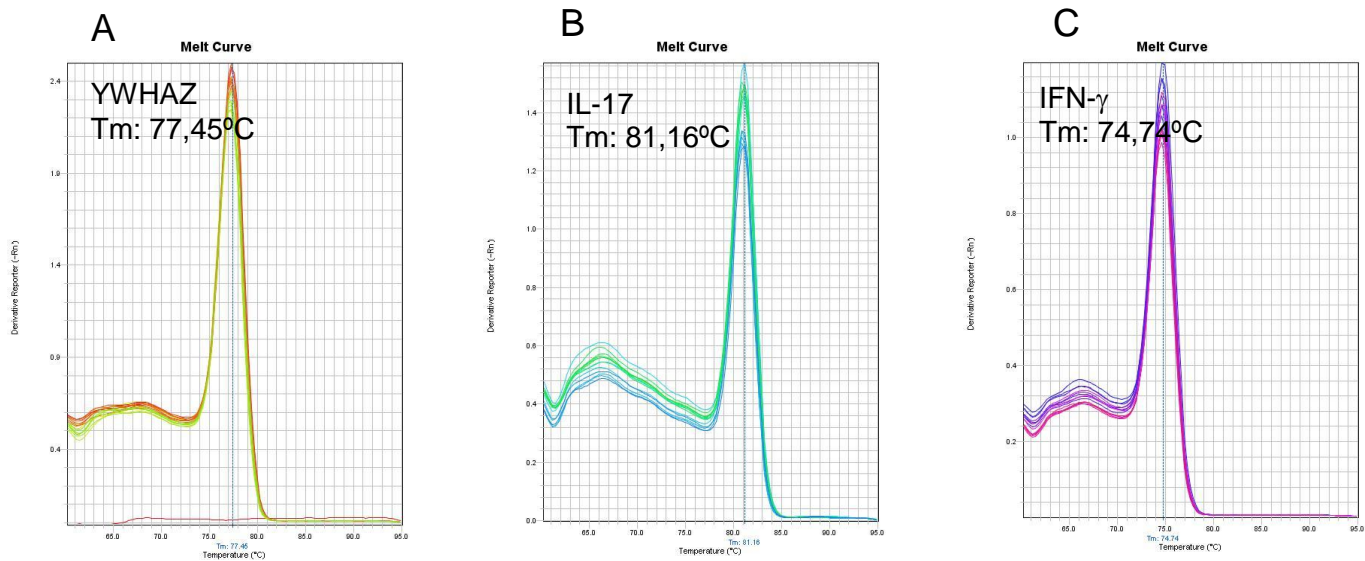 A
Melt Curve
YWHAZ
Tm: 77,45ºC
2.4
1.9
1.4
0.9
0.4
Derivative Reporter (-Rn)
65.0 70.0 75.0 80.0 85.0 90.0 95.0
Tm: 77.45
Temperature (°C)
B
Melt Curve
IL-17
Tm: 81,16ºC
1.4
1.2
1.0
0.8
0.6
0.4
0.2
0.0
Derivative Reporter (-Rn)
65.0 70.0 75.0 80.0 85.0 90.0 95.0
Tm: 81.16
Temperature (°C)
C
Melt Curve
IFN-γ
Tm: 74,74ºC
1.0
0.8
0.6
0.4
0.2
Derivative Reporter (-Rn)
65.0 70.0 75.0 80.0 85.0 90.0 95.0
Tm: 74.74
Temperature (°C)